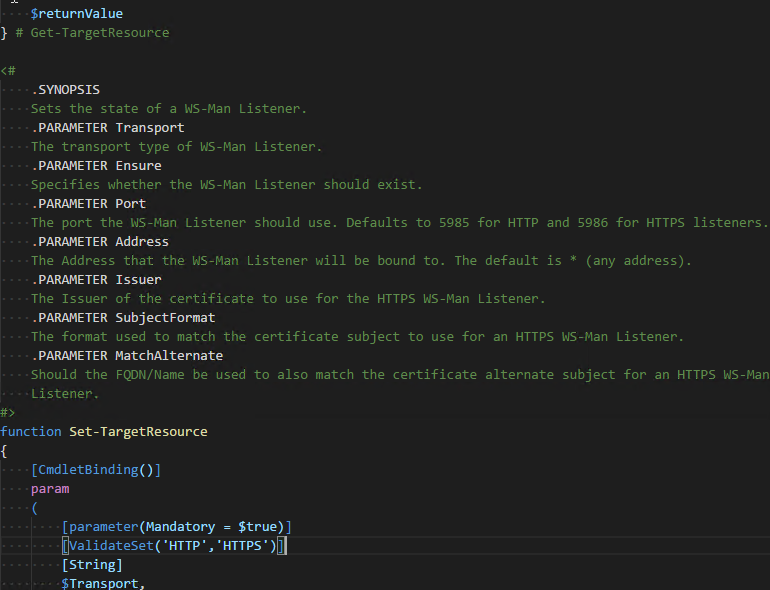 $returnValue
} # Get-TargetResource
<#
.SYNOPSIS
Sets the state of a WS-Man Listener.
.PARAMETER Transport
The transport type of WS-Man Listener.
.PARAMETER Ensure
Specifies whether the WS-Man Listener should exist.
.PARAMETER Port
The port the WS-Man Listener should use. Defaults to 5985 for HTTP and 5986 for HTTPS listeners.
.PARAMETER Address
The Address that the WS-Man Listener will be bound to. The default is * (any address).
.PARAMETER Issuer
The Issuer of the certificate to use for the HTTPS WS-Man Listener.
.PARAMETER SubjectFormat
The format used to match the certificate subject to use for an HTTPS WS-Man Listener.
.PARAMETER MatchAlternate
Should the FQDN/Name be used to also match the certificate alternate subject for an HTTPS WS-Man
Listener.
#>
function Set-TargetResource
{
[CmdletBinding()]
param
(
[parameter(Mandatory = $true)]
[ValidateSet('HTTP','HTTPS')]
[String]
$Transport,